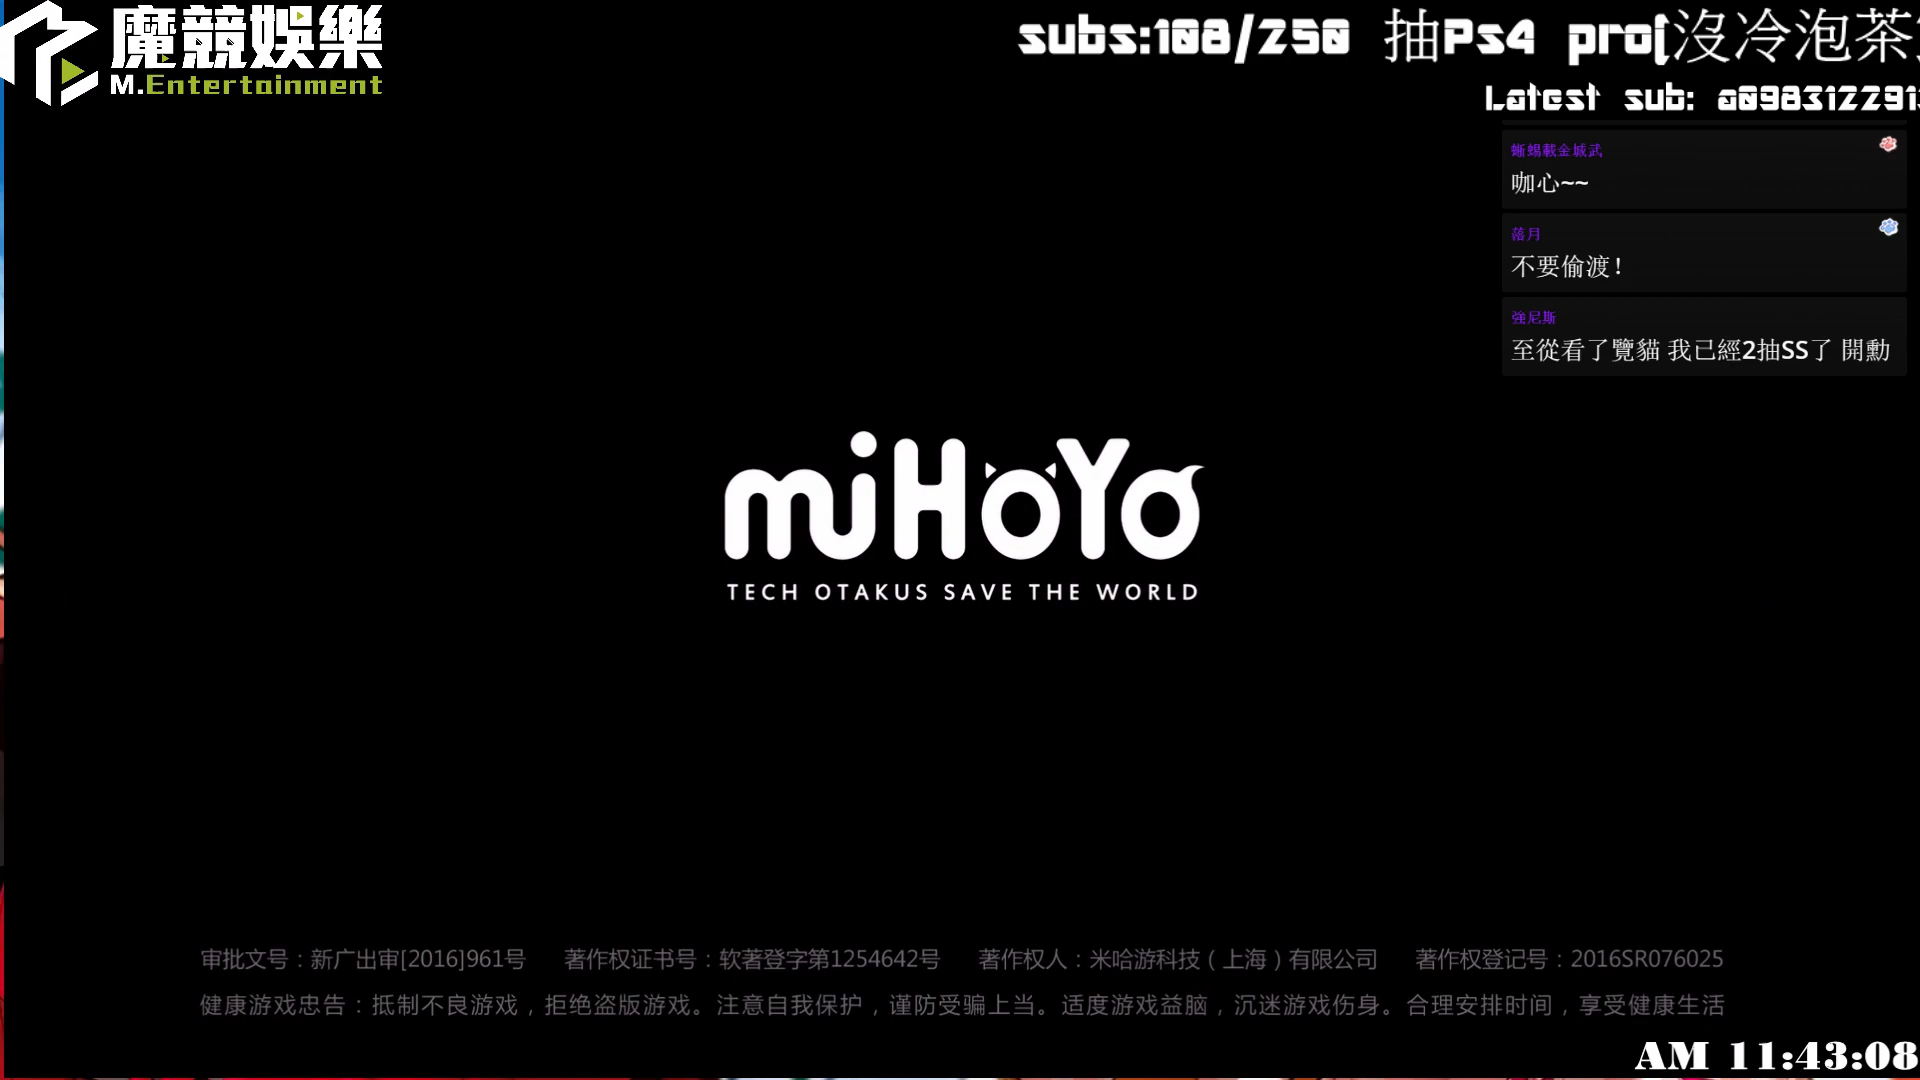 魔競娛樂
M.Entertainment
subs:108/250 抽Ps4 pro(沒冷泡茶
Latest sub: a098312291
蜥蜴載金城武
咖心~~
落月
不要偷渡!
強尼斯
至從看了覽貓 我已經2抽SS了 開勳
miHoYo
TECH OTAKUS SAVE THE WORLD
审批文号：新广出审[2016]961号 著作权证书号：软著登字第1254642号 著作权人：米哈游科技（上海）有限公司 著作权登记号：2016SR076025
健康游戏忠告：抵制不良游戏，拒绝盗版游戏。注意自我保护，谨防受骗上当。适度游戏益脑，沉迷游戏伤身。合理安排时间，享受健康生活
AM 11:43:08